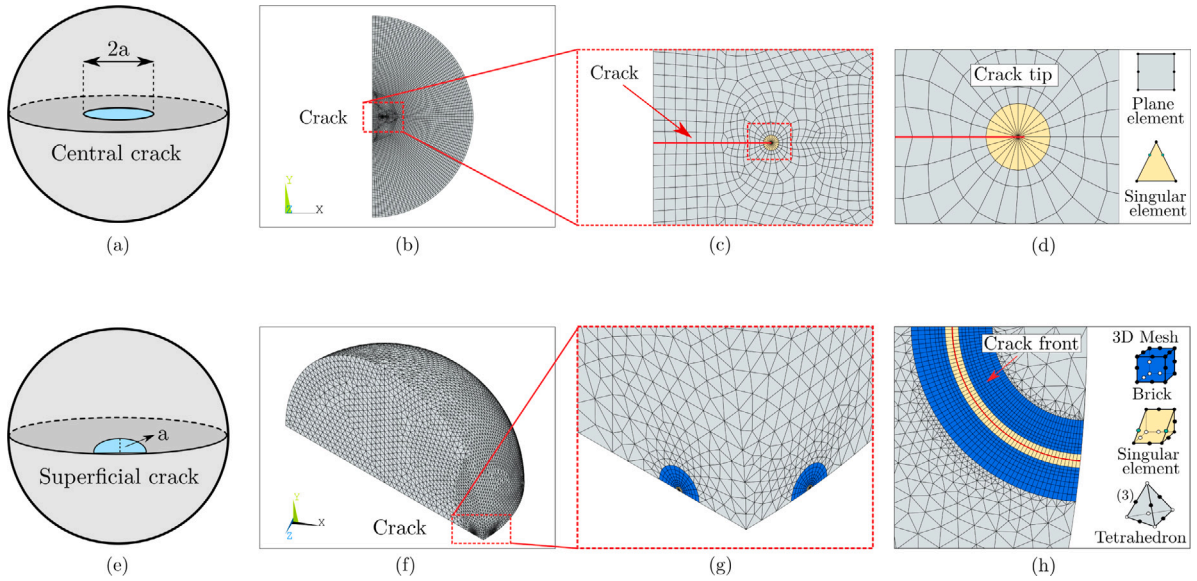 2a
Central crack
(a)
Crack
Y
Z
X
(b)
Crack
(c)
Crack tip
Plane
element
Singular
element
(d)
a
Superficial crack
(e)
Y
X
Z
Crack
(f)
(g)
Crack front
3D Mesh
Brick
Singular
element
(3)
Tetrahedron
(h)